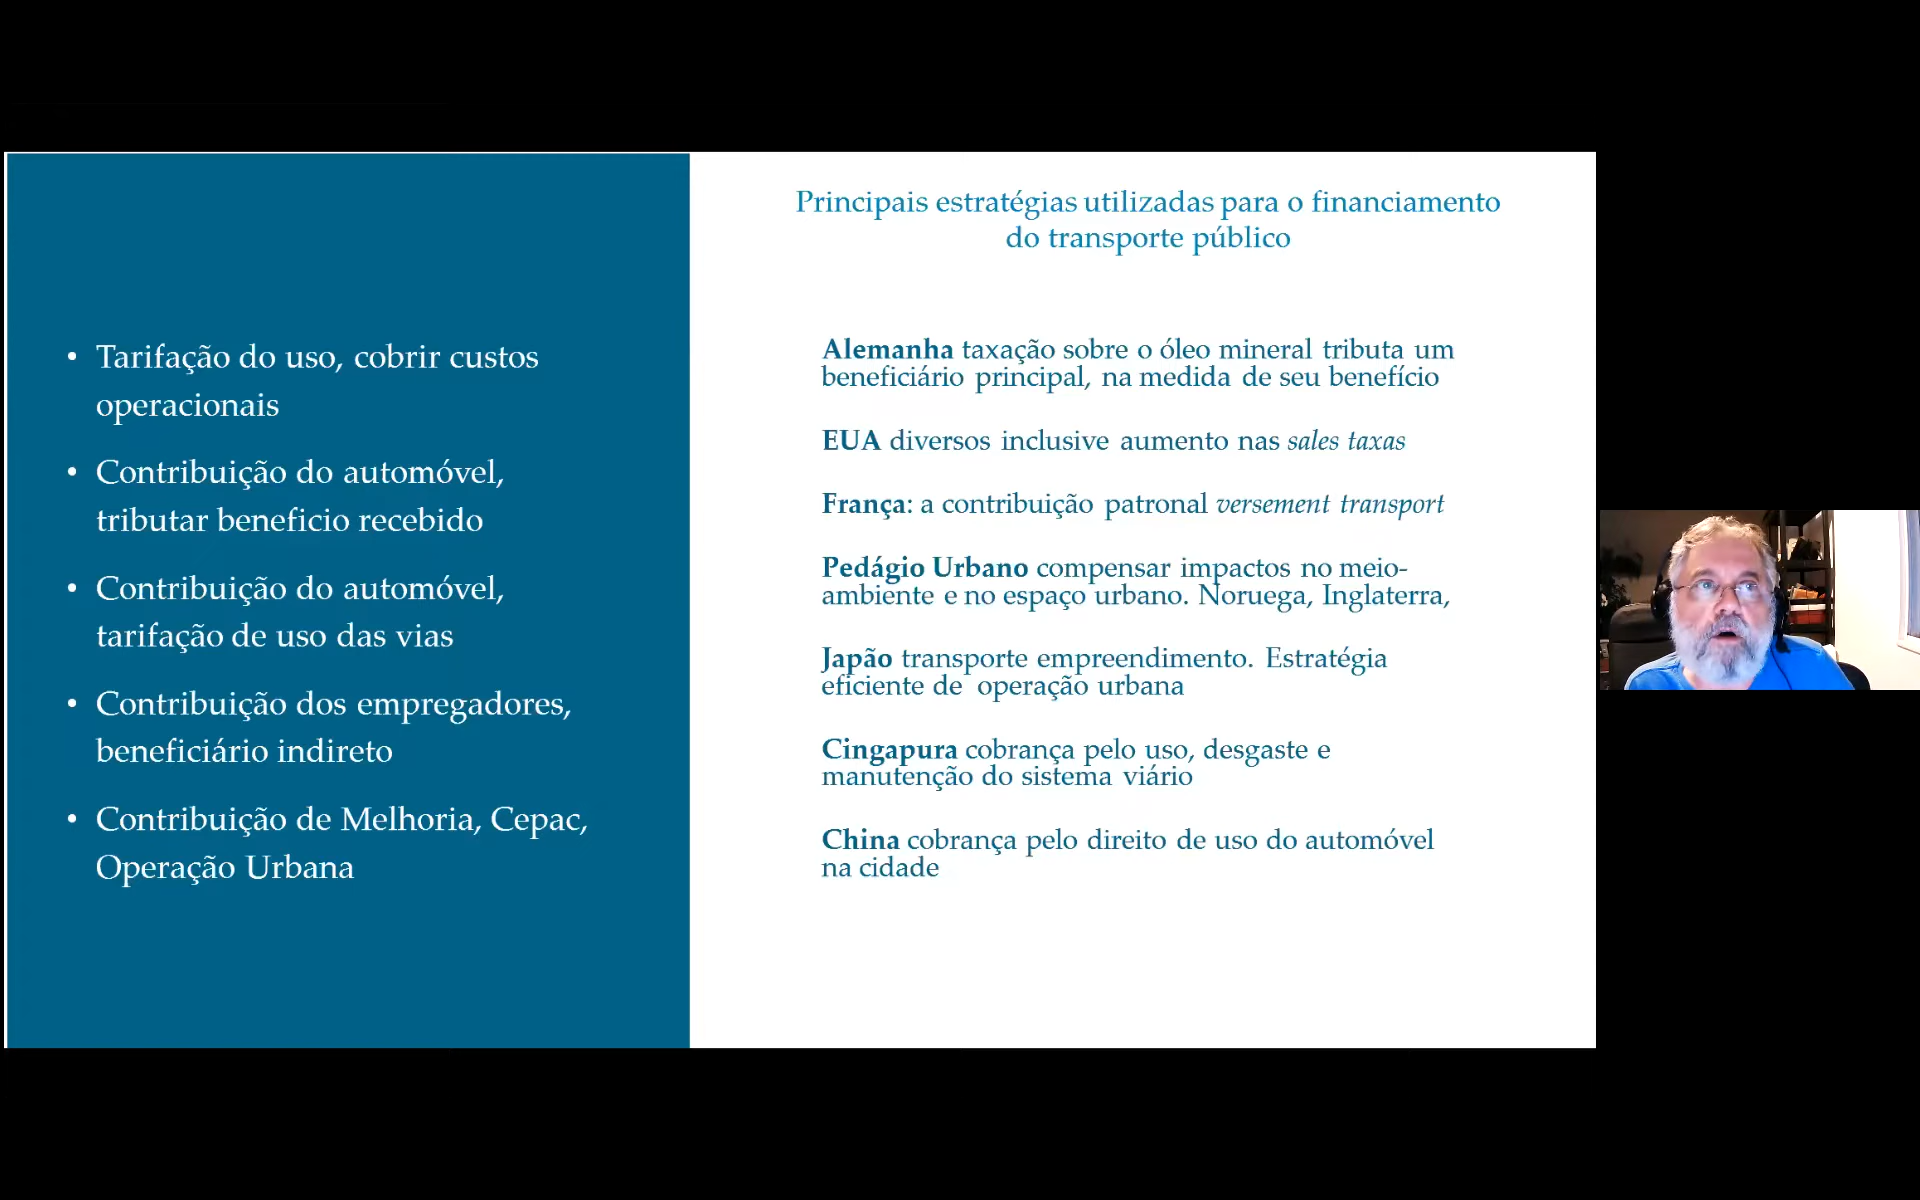 Tarifação do uso, cobrir custos
operacionais
Contribuição do automóvel,
tributar beneficio recebido
Contribuição do automóvel,
tarifação de uso das vias
Contribuição dos empregadores,
beneficiário indireto
Contribuição de Melhoria, Cepac,
Operação Urbana
Principais estratégias utilizadas para o financiamento
do transporte público
Alemanha taxação sobre o óleo mineral tributa um
beneficiário principal, na medida de seu benefício
EUA diversos inclusive aumento nas sales taxas
França: a contribuição patronal versement transport
Pedágio Urbano compensar impactos no meio-
ambiente e no espaço urbano. Noruega, Inglaterra,
Japão transporte empreendimento. Estratégia
eficiente de operação urbana
Cingapura cobrança pelo uso, desgaste e
manutenção do sistema viário
China cobrança pelo direito de uso do automóvel
na cidade